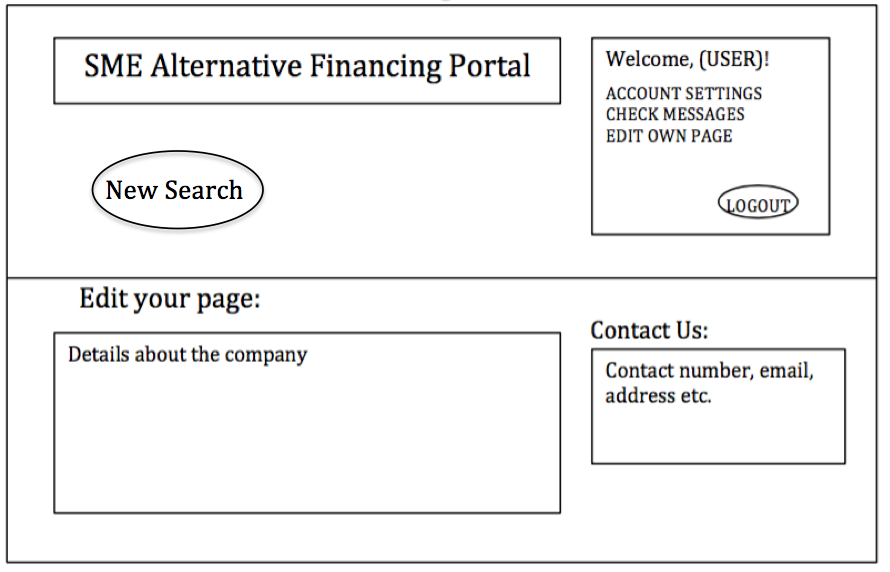 SME Alternative Financing Portal
Welcome, (USER)!
ACCOUNT SETTINGS
CHECK MESSAGES
EDIT OWN PAGE
New Search
LOGOUT
Edit your page:
Details about the company
Contact Us:
Contact number, email,
address etc.